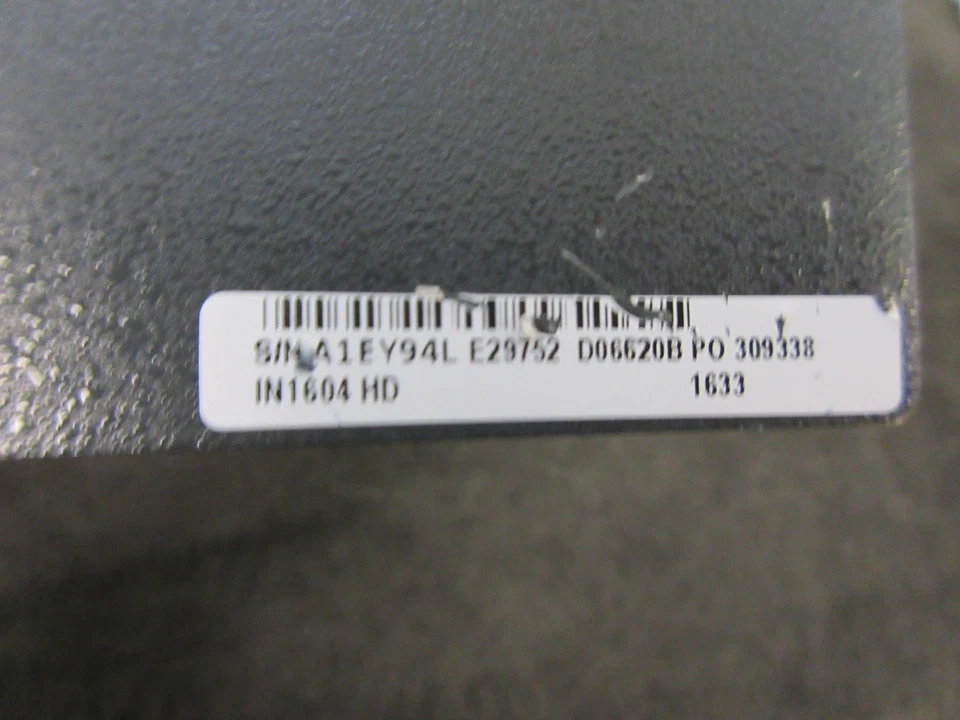 S/N A1EY94L E29752 D06620B PO 309338
IN1604 HD 1633